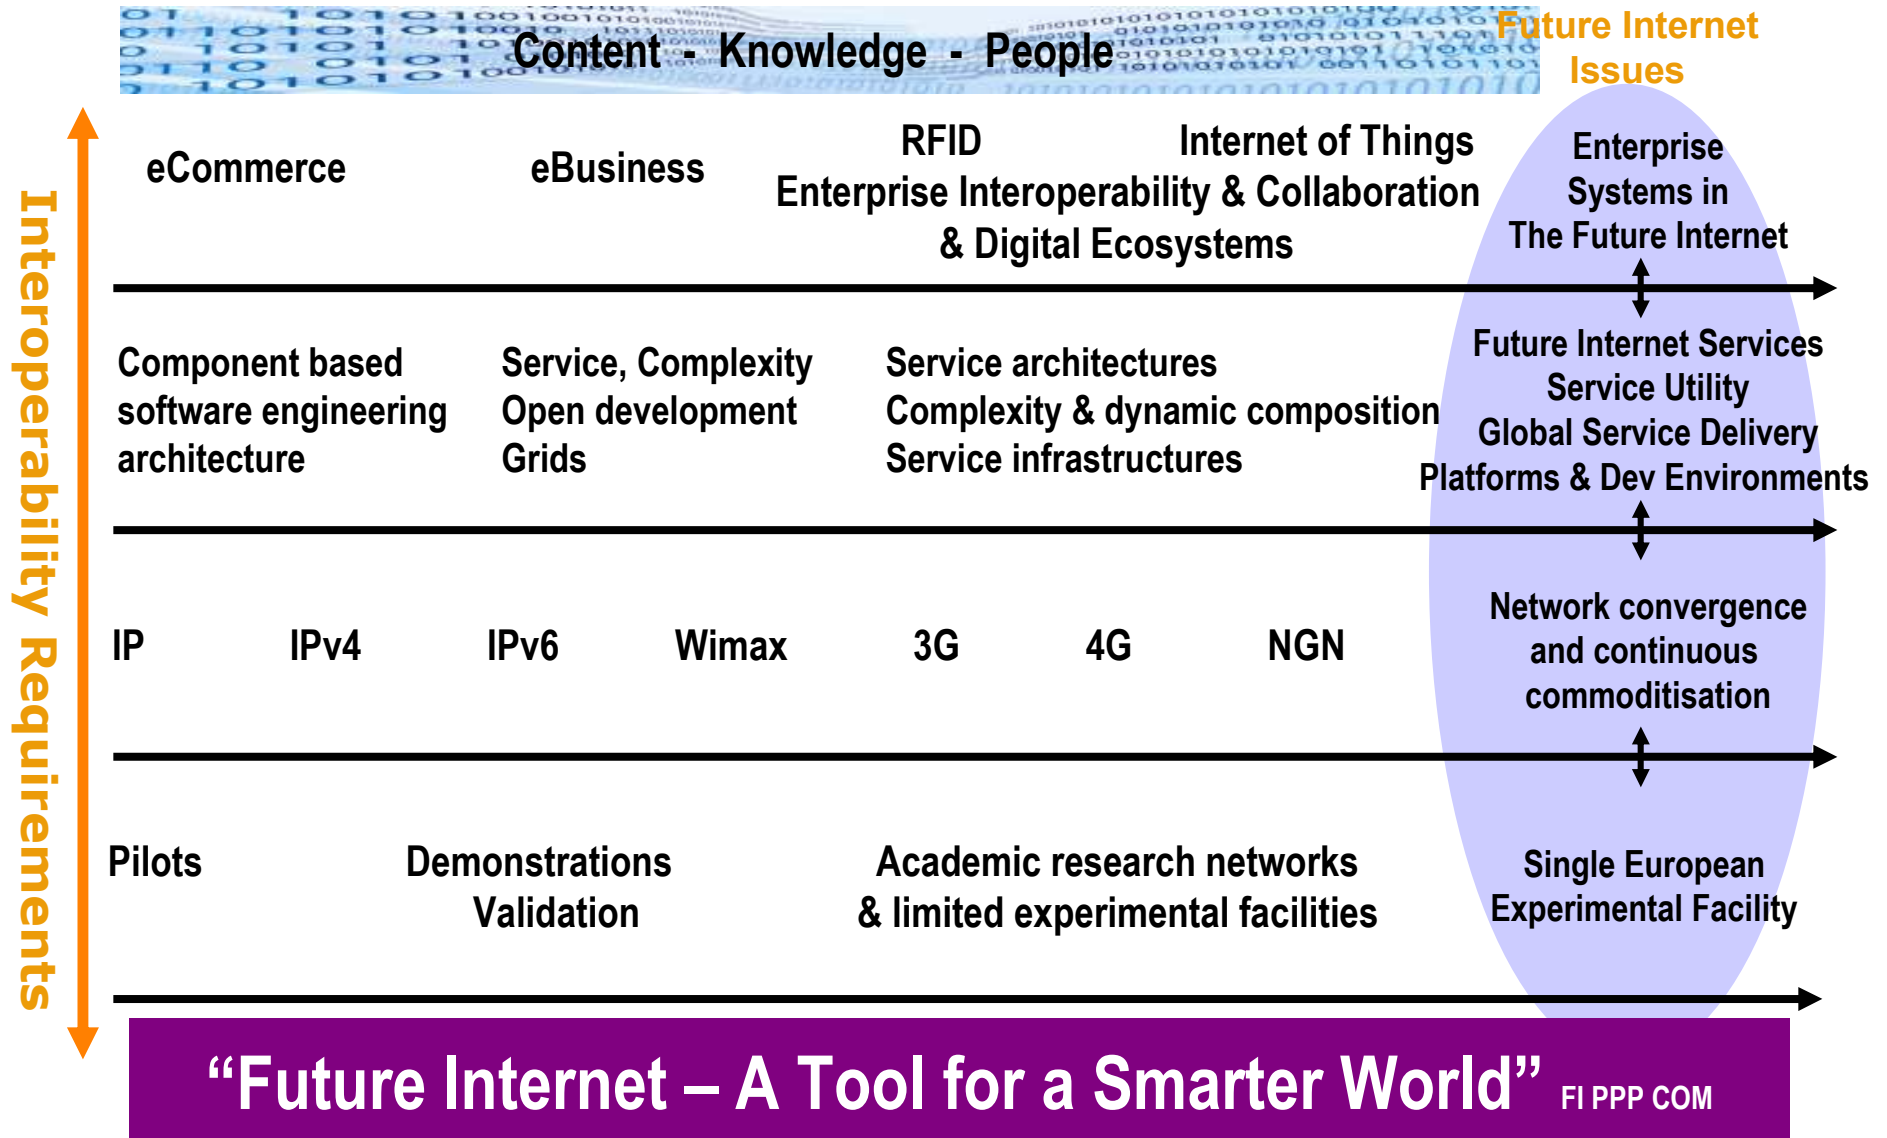 Content - Knowledge - People
Future Internet
Issues
Interoperability Requirements
eCommerce
eBusiness
RFID
Internet of Things
Enterprise Interoperability & Collaboration
& Digital Ecosystems
Enterprise
Systems in
The Future Internet
Component based
software engineering
architecture
Service, Complexity
Open development
Grids
Service architectures
Complexity & dynamic composition
Service infrastructures
Future Internet Services
Service Utility
Global Service Delivery
Platforms & Dev Environments
IP
IPv4
IPv6
Wimax
3G
4G
NGN
Network convergence
and continuous
commoditisation
Pilots
Demonstrations
Validation
Academic research networks
& limited experimental facilities
Single European
Experimental Facility
“Future Internet – A Tool for a Smarter World” FI PPP COM